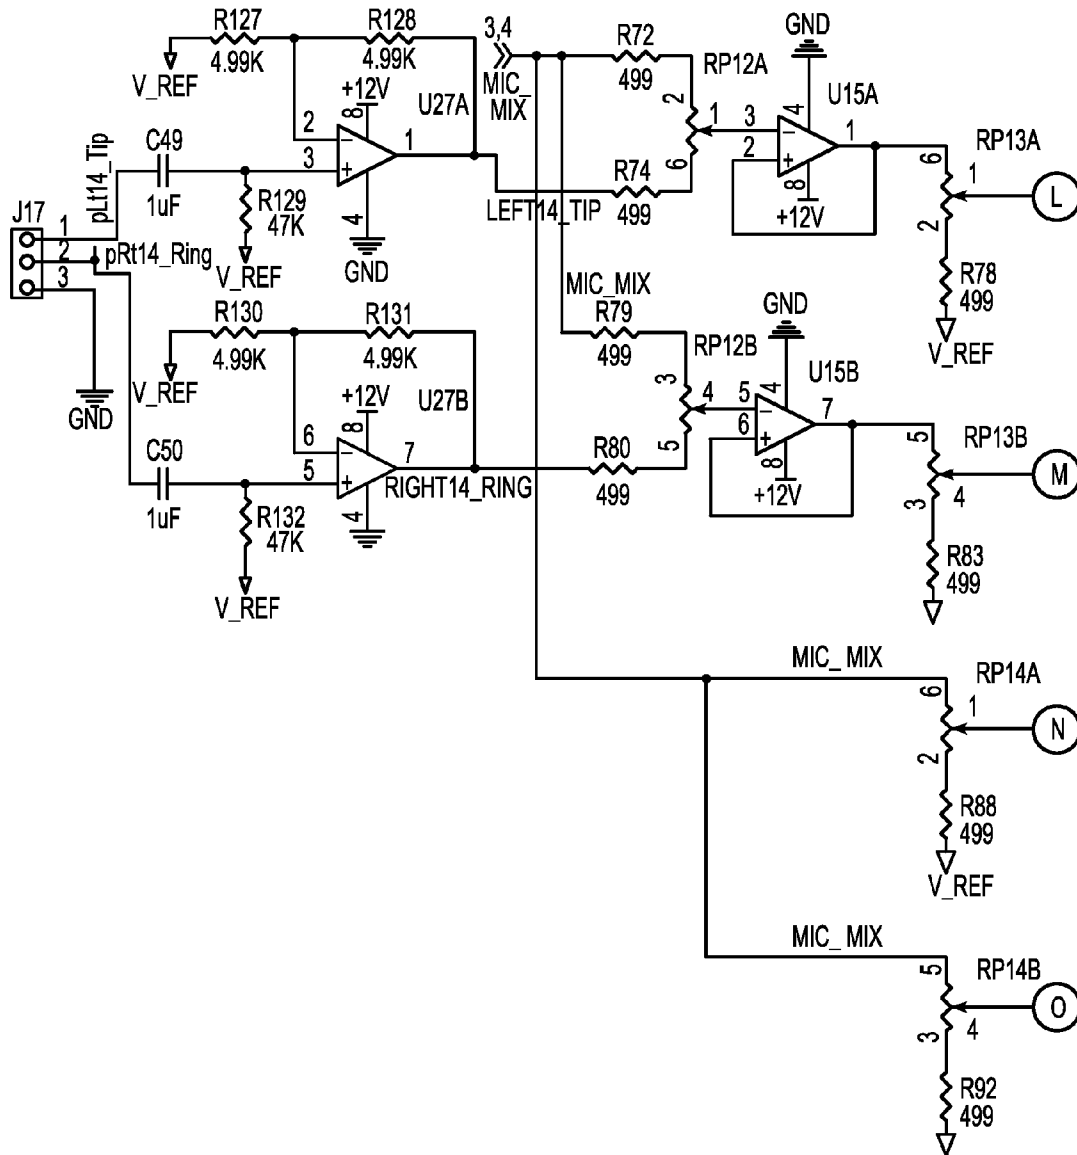 R127
4.99K
R128
4.99K
V_REF
+12V
8
U27A
2
3
1
4
GND
pLt14_Tip
C49
1uF
R129
47K
V_REF
J17
1
2
3
pRt14_Ring
GND
R130
4.99K
R131
4.99K
V_REF
+12V
8
U27B
6
5
7
4
C50
1uF
R132
47K
V_REF
RIGHT14_RING
3,4
MIC_
MIX
R72
499
RP12A
2
1
6
R74
499
LEFT14_TIP
GND
4
U15A
3
2
1
8
+12V
RP13A
6
1
2
L
R78
499
V_REF
MIC_MIX
R79
499
RP12B
3
4
5
R80
499
GND
4
U15B
5
6
7
8
+12V
RP13B
5
4
3
M
R83
499
MIC_ MIX
RP14A
6
1
2
N
R88
499
V_REF
MIC_ MIX
RP14B
5
4
3
O
R92
499